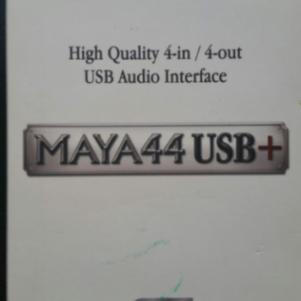 High Quality 4-in / 4-out
USB Audio Interface
MAYA44 USB+